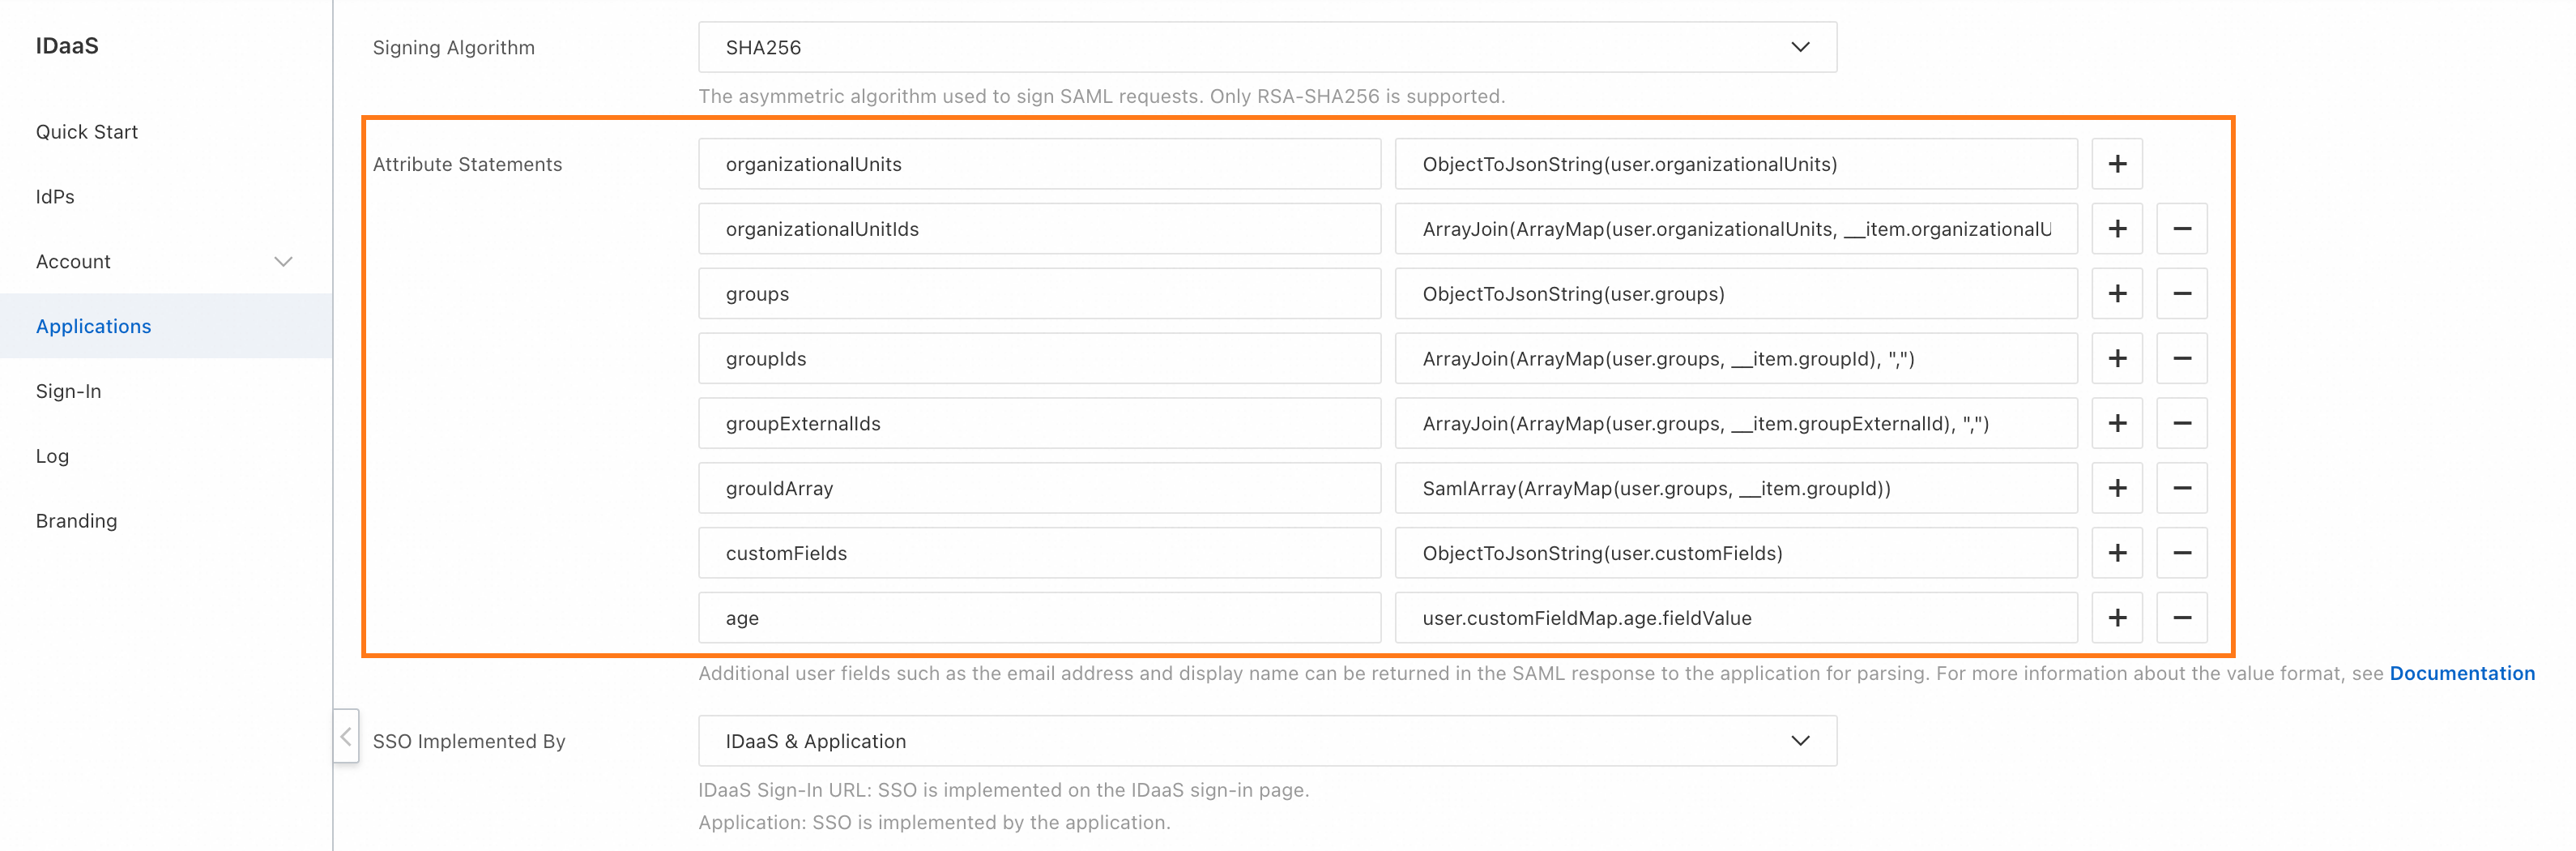 IDaaS
Quick Start
IdPs
Account
Applications
Sign-In
Log
Branding
Signing Algorithm
SHA256
The asymmetric algorithm used to sign SAML requests. Only RSA-SHA256 is supported.
Attribute Statements
organizationalUnits ObjectToJsonString(user.organizationalUnits)
organizationalUnitIds ArrayJoin(ArrayMap(user.organizationalUnits, __item.organizationalU
groups ObjectToJsonString(user.groups)
groupIds ArrayJoin(ArrayMap(user.groups, __item.groupId), ",")
groupExternalIds ArrayJoin(ArrayMap(user.groups, __item.groupExternalId), ",")
grouIdArray SamlArray(ArrayMap(user.groups, __item.groupId))
customFields ObjectToJsonString(user.customFields)
age user.customFieldMap.age.fieldValue
Additional user fields such as the email address and display name can be returned in the SAML response to the application for parsing. For more information about the value format, see Documentation
SSO Implemented By
IDaaS & Application
IDaaS Sign-In URL: SSO is implemented on the IDaaS sign-in page.
Application: SSO is implemented by the application.